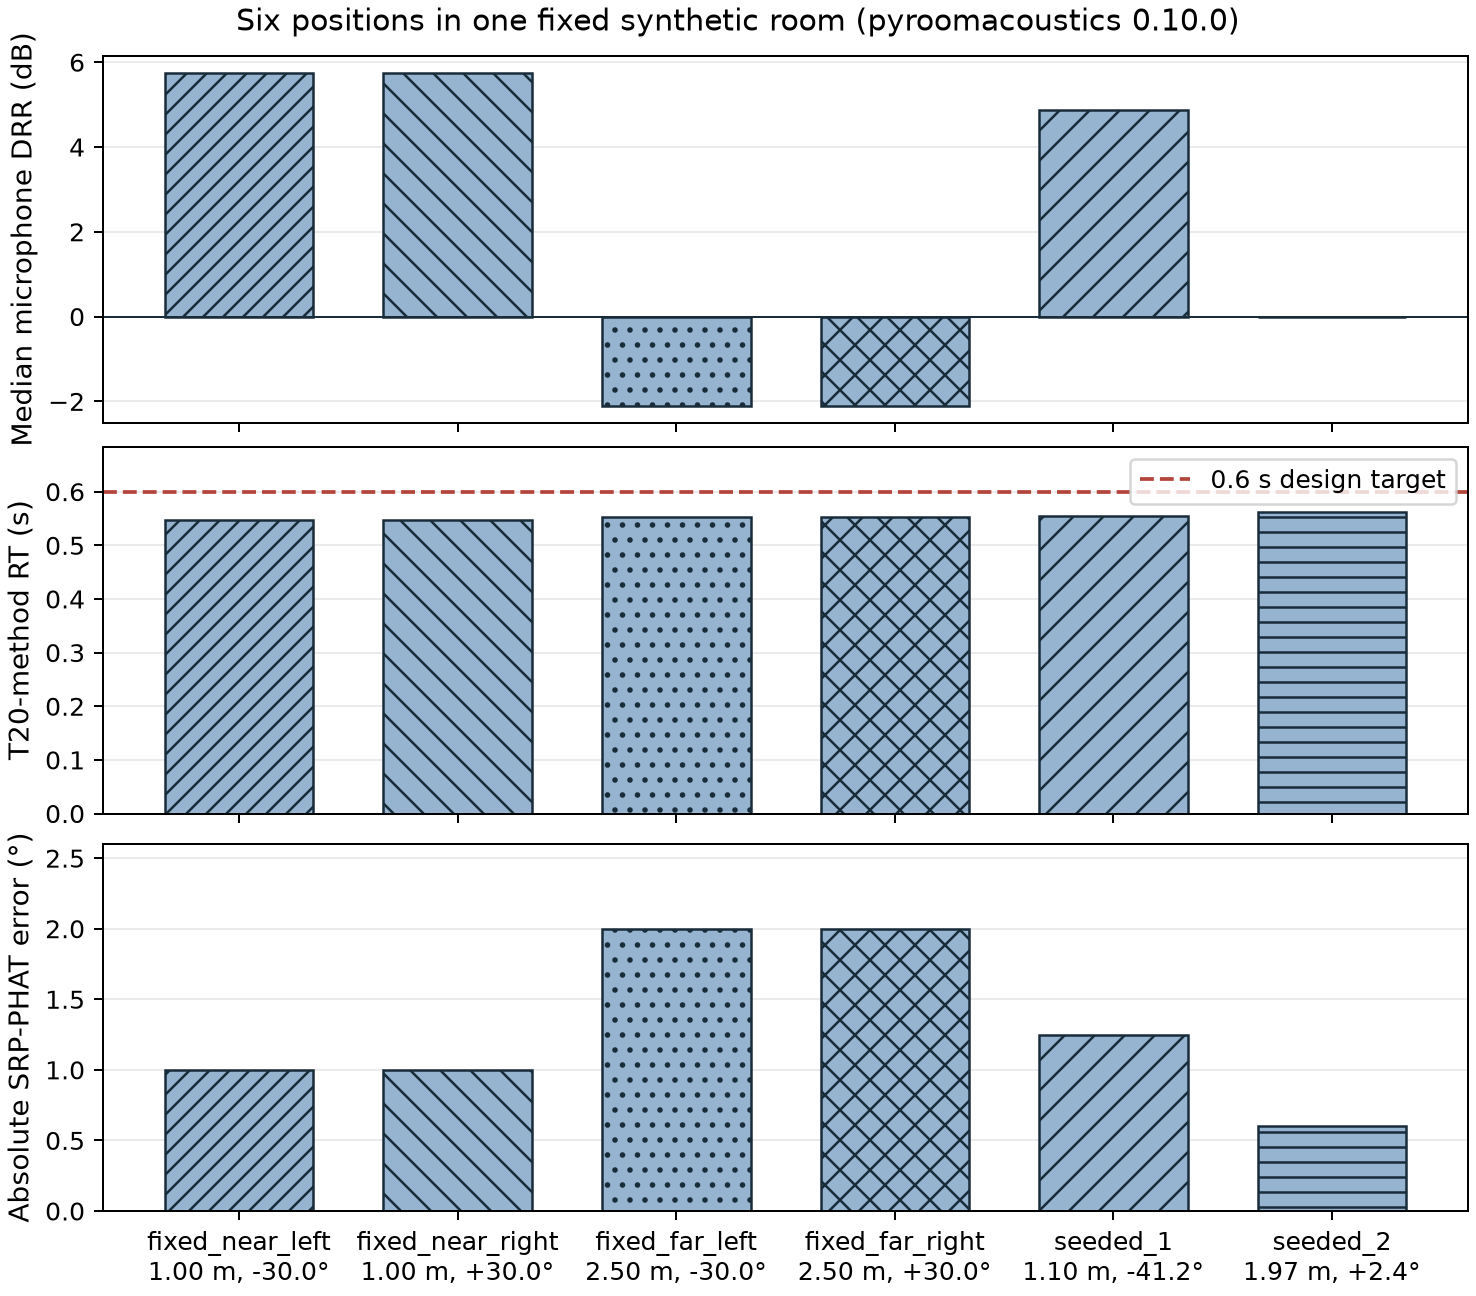 Six positions in one fixed synthetic room (pyroomacoustics 0.10.0)
Median microphone DRR (dB)
6
4
2
0
−2
T20-method RT (s)
0.6
0.5
0.4
0.3
0.2
0.1
0.0
0.6 s design target
Absolute SRP-PHAT error (°)
2.5
2.0
1.5
1.0
0.5
0.0
fixed_near_left
1.00 m, -30.0°
fixed_near_right
1.00 m, +30.0°
fixed_far_left
2.50 m, -30.0°
fixed_far_right
2.50 m, +30.0°
seeded_1
1.10 m, -41.2°
seeded_2
1.97 m, +2.4°